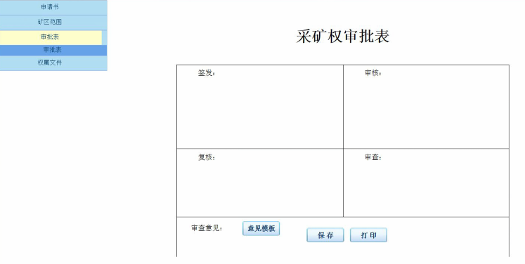 申请书
矿区范围
审批表
审批表
权属文件
采矿权审批表
签发：
审核：
复核：
审查：
审查意见：
意见模板
保存
打印